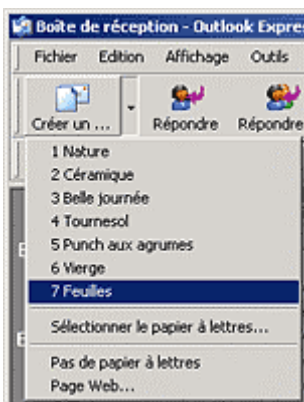 Boîte de réception - Outlook Expre
Fichier Edition Affichage Outils
Créer un ... Répondre Répondre
1 Nature
2 Céramique
3 Belle journée
4 Tournesol
5 Punch aux agrumes
6 Vierge
7 Feuilles
Sélectionner le papier à lettres...
Pas de papier à lettres
Page Web...